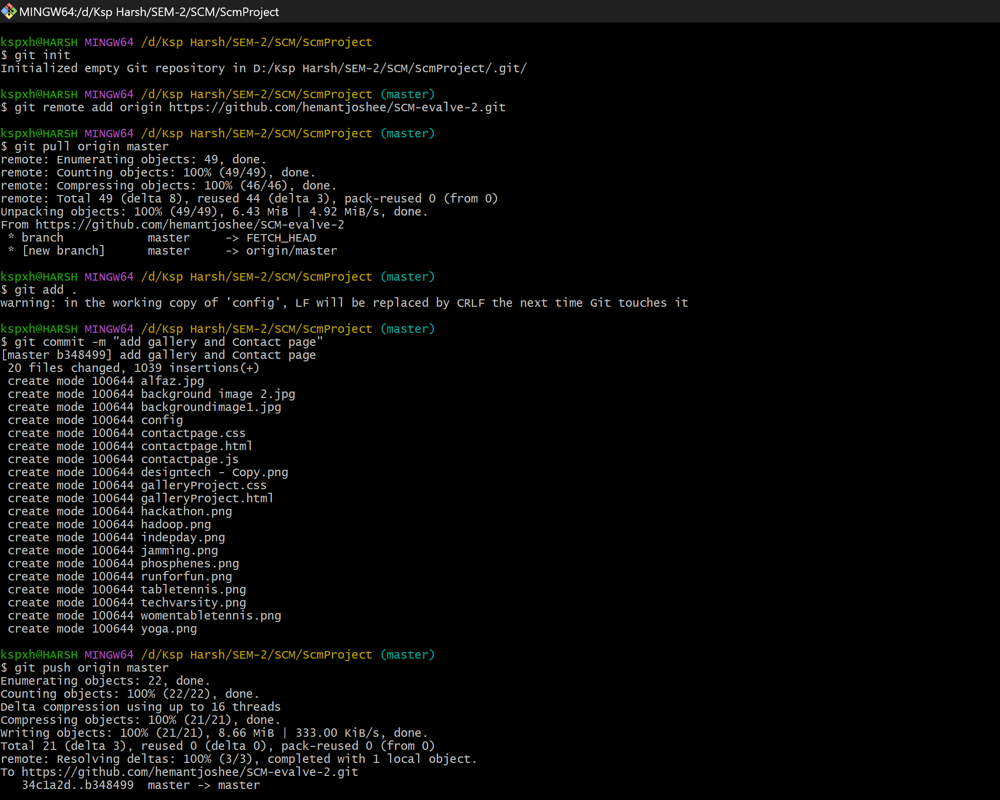 MINGW64:/d/Ksp Harsh/SEM-2/SCM/ScmProject
kspxh@HARSH MINGW64 /d/Ksp Harsh/SEM-2/SCM/ScmProject
$ git init
Initialized empty Git repository in D:/Ksp Harsh/SEM-2/SCM/ScmProject/.git/
kspxh@HARSH MINGW64 /d/Ksp Harsh/SEM-2/SCM/ScmProject (master)
$ git remote add origin https://github.com/hemantjoshee/SCM-evalve-2.git
kspxh@HARSH MINGW64 /d/Ksp Harsh/SEM-2/SCM/ScmProject (master)
$ git pull origin master
remote: Enumerating objects: 49, done.
remote: Counting objects: 100% (49/49), done.
remote: Compressing objects: 100% (46/46), done.
remote: Total 49 (delta 8), reused 44 (delta 3), pack-reused 0 (from 0)
Unpacking objects: 100% (49/49), 6.43 MiB | 4.92 MiB/s, done.
From https://github.com/hemantjoshee/SCM-evalve-2
 * branch            master     -> FETCH_HEAD
 * [new branch]      master     -> origin/master
kspxh@HARSH MINGW64 /d/Ksp Harsh/SEM-2/SCM/ScmProject (master)
$ git add .
warning: in the working copy of 'config', LF will be replaced by CRLF the next time Git touches it
kspxh@HARSH MINGW64 /d/Ksp Harsh/SEM-2/SCM/ScmProject (master)
$ git commit -m "add gallery and Contact page"
[master b348499] add gallery and Contact page
 20 files changed, 1039 insertions(+)
 create mode 100644 alfaz.jpg
 create mode 100644 background image 2.jpg
 create mode 100644 backgroundimage1.jpg
 create mode 100644 config
 create mode 100644 contactpage.css
 create mode 100644 contactpage.html
 create mode 100644 contactpage.js
 create mode 100644 designtech - Copy.png
 create mode 100644 galleryProject.css
 create mode 100644 galleryProject.html
 create mode 100644 hackathon.png
 create mode 100644 hadoop.png
 create mode 100644 indepday.png
 create mode 100644 jamming.png
 create mode 100644 phosphenes.png
 create mode 100644 runforfun.png
 create mode 100644 tabletennis.png
 create mode 100644 techvarsity.png
 create mode 100644 womentabletennis.png
 create mode 100644 yoga.png
kspxh@HARSH MINGW64 /d/Ksp Harsh/SEM-2/SCM/ScmProject (master)
$ git push origin master
Enumerating objects: 22, done.
Counting objects: 100% (22/22), done.
Delta compression using up to 16 threads
Compressing objects: 100% (21/21), done.
Writing objects: 100% (21/21), 8.66 MiB | 333.00 KiB/s, done.
Total 21 (delta 3), reused 0 (delta 0), pack-reused 0 (from 0)
remote: Resolving deltas: 100% (3/3), completed with 1 local object.
To https://github.com/hemantjoshee/SCM-evalve-2.git
   34c1a2d..b348499  master -> master